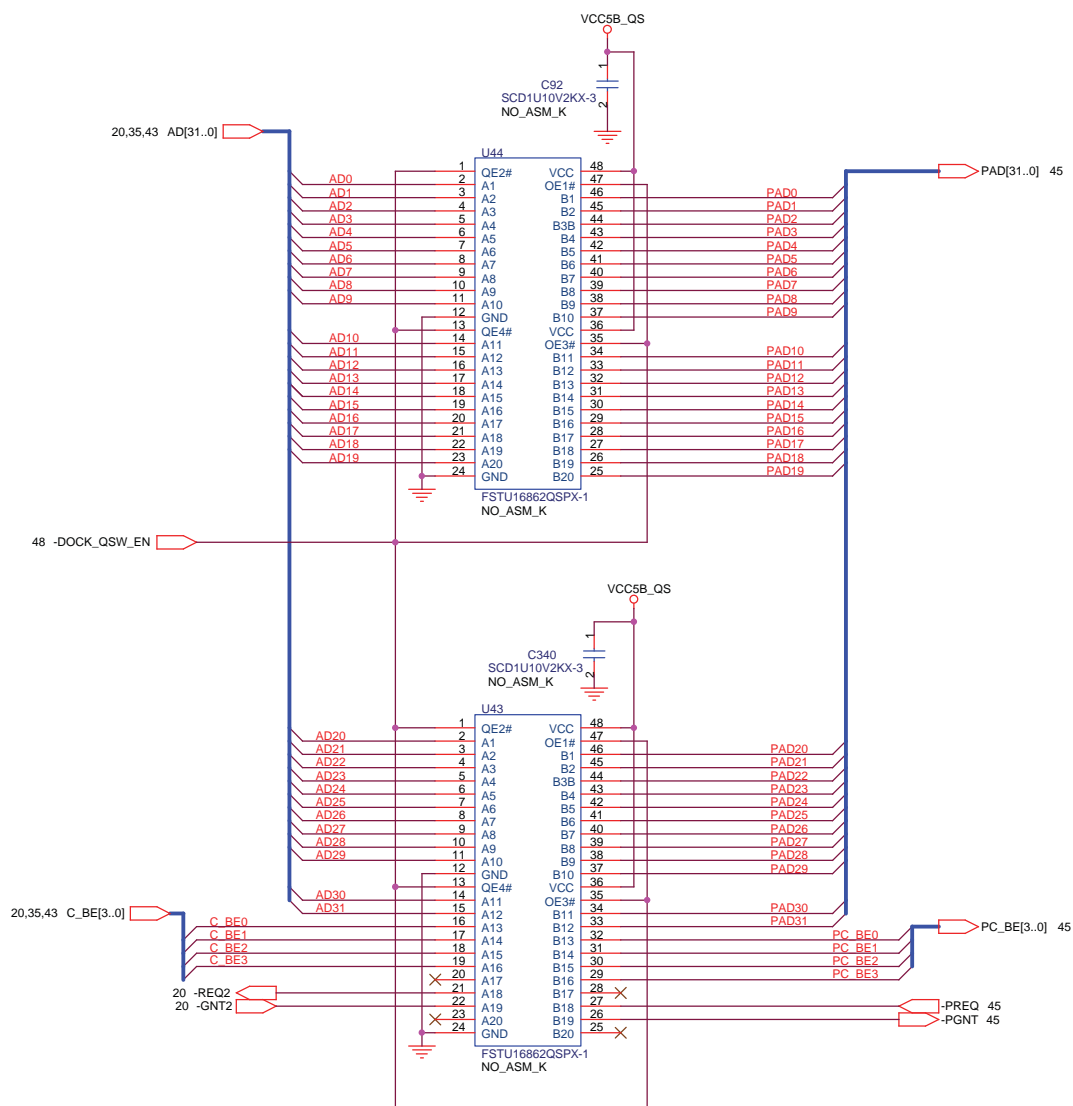 VCC5B_QS
1
C92
SCD1U10V2KX-3
2
NO_ASM_K
20,35,43 AD[31..0]
U44
1 QE2# VCC 48
AD0 2 A1 OE1# 47
AD1 3 A2 B1 46 PAD0
AD2 4 A3 B2 45 PAD1
AD3 5 A4 B3B 44 PAD2
AD4 6 A5 B4 43 PAD3
AD5 7 A6 B5 42 PAD4
AD6 8 A7 B6 41 PAD5
AD7 9 A8 B7 40 PAD6
AD8 10 A9 B8 39 PAD7
AD9 11 A10 B9 38 PAD8
12 GND B10 37 PAD9
13 QE4# VCC 36
AD10 14 A11 OE3# 35
AD11 15 A12 B11 34 PAD10
AD12 16 A13 B12 33 PAD11
AD13 17 A14 B13 32 PAD12
AD14 18 A15 B14 31 PAD13
AD15 19 A16 B15 30 PAD14
AD16 20 A17 B16 29 PAD15
AD17 21 A18 B17 28 PAD16
AD18 22 A19 B18 27 PAD17
AD19 23 A20 B19 26 PAD18
24 GND B20 25 PAD19
PAD[31..0] 45
FSTU16862QSPX-1
NO_ASM_K
48 -DOCK_QSW_EN
VCC5B_QS
1
C340
SCD1U10V2KX-3
2
NO_ASM_K
U43
1 QE2# VCC 48
AD20 2 A1 OE1# 47
AD21 3 A2 B1 46 PAD20
AD22 4 A3 B2 45 PAD21
AD23 5 A4 B3B 44 PAD22
AD24 6 A5 B4 43 PAD23
AD25 7 A6 B5 42 PAD24
AD26 8 A7 B6 41 PAD25
AD27 9 A8 B7 40 PAD26
AD28 10 A9 B8 39 PAD27
AD29 11 A10 B9 38 PAD28
12 GND B10 37 PAD29
13 QE4# VCC 36
AD30 14 A11 OE3# 35
AD31 15 A12 B11 34 PAD30
20,35,43 C_BE[3..0]
C_BE0 16 A13 B12 33 PAD31
C_BE1 17 A14 B13 32 PC_BE0
C_BE2 18 A15 B14 31 PC_BE1
C_BE3 19 A16 B15 30 PC_BE2
20 A17 B16 29 PC_BE3
PC_BE[3..0] 45
20 -REQ2 21 A18 B17 28
20 -GNT2 22 A19 B18 27 -PREQ 45
23 A20 B19 26 -PGNT 45
24 GND B20 25
FSTU16862QSPX-1
NO_ASM_K